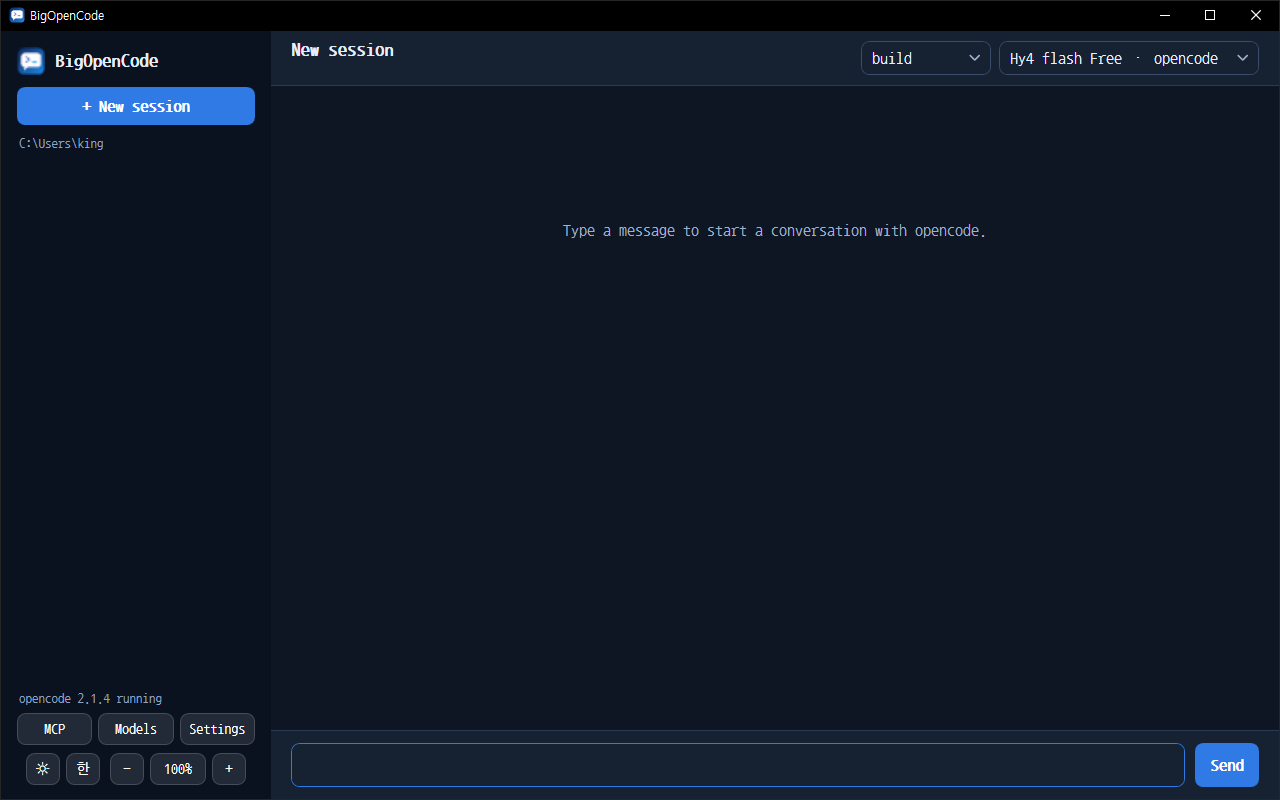 BigOpenCode
BigOpenCode
+ New session
C:\Users\king
New session
build
Hy4 flash Free · opencode
Type a message to start a conversation with opencode.
opencode 2.1.4 running
MCP Models Settings
한 - 100% +
Send